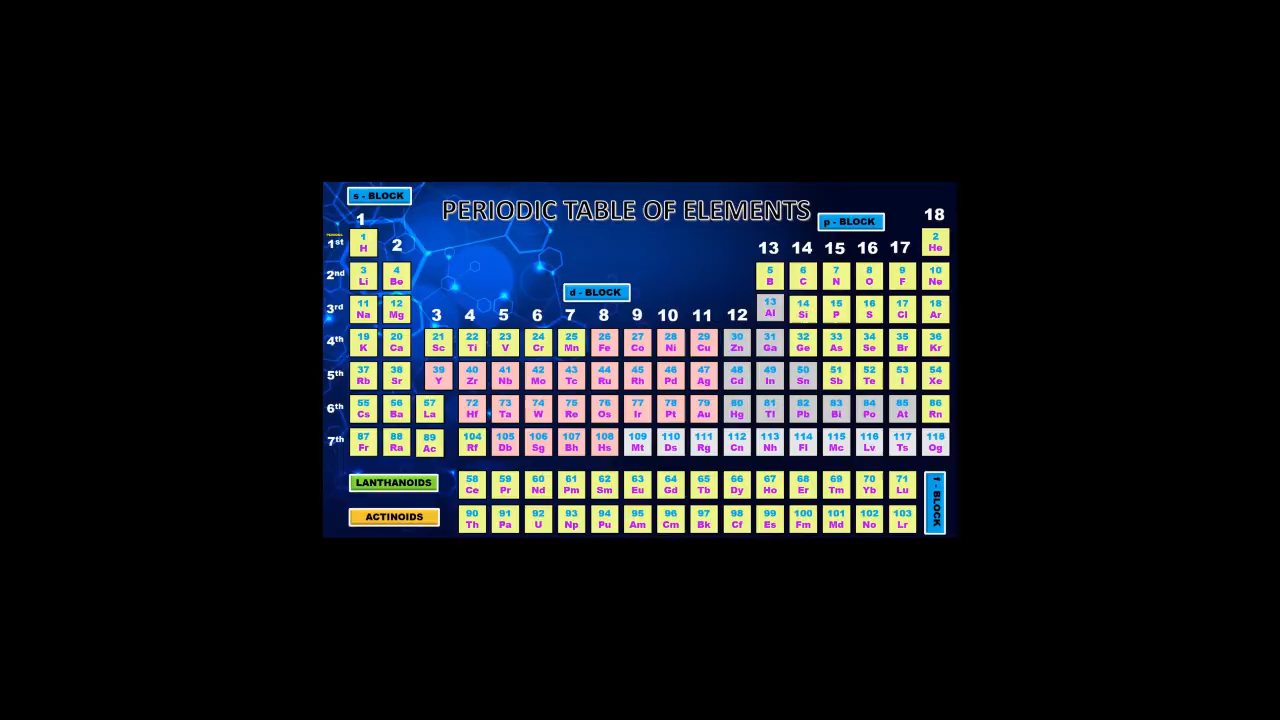 s - BLOCK
PERIODIC TABLE OF ELEMENTS
p - BLOCK
18
1
PERIODS
1st
1 H
2
13 14 15 16 17
2 He
2nd
3 Li 4 Be 5 B 6 C 7 N 8 O 9 F 10 Ne
d - BLOCK
3rd
11 Na 12 Mg 13 Al 14 Si 15 P 16 S 17 Cl 18 Ar
3 4 5 6 7 8 9 10 11 12
4th
19 K 20 Ca 21 Sc 22 Ti 23 V 24 Cr 25 Mn 26 Fe 27 Co 28 Ni 29 Cu 30 Zn 31 Ga 32 Ge 33 As 34 Se 35 Br 36 Kr
5th
37 Rb 38 Sr 39 Y 40 Zr 41 Nb 42 Mo 43 Tc 44 Ru 45 Rh 46 Pd 47 Ag 48 Cd 49 In 50 Sn 51 Sb 52 Te 53 I 54 Xe
6th
55 Cs 56 Ba 57 La 72 Hf 73 Ta 74 W 75 Re 76 Os 77 Ir 78 Pt 79 Au 80 Hg 81 Tl 82 Pb 83 Bi 84 Po 85 At 86 Rn
7th
87 Fr 88 Ra 89 Ac 104 Rf 105 Db 106 Sg 107 Bh 108 Hs 109 Mt 110 Ds 111 Rg 112 Cn 113 Nh 114 Fl 115 Mc 116 Lv 117 Ts 118 Og
LANTHANOIDS
58 Ce 59 Pr 60 Nd 61 Pm 62 Sm 63 Eu 64 Gd 65 Tb 66 Dy 67 Ho 68 Er 69 Tm 70 Yb 71 Lu
f - BLOCK
ACTINOIDS
90 Th 91 Pa 92 U 93 Np 94 Pu 95 Am 96 Cm 97 Bk 98 Cf 99 Es 100 Fm 101 Md 102 No 103 Lr